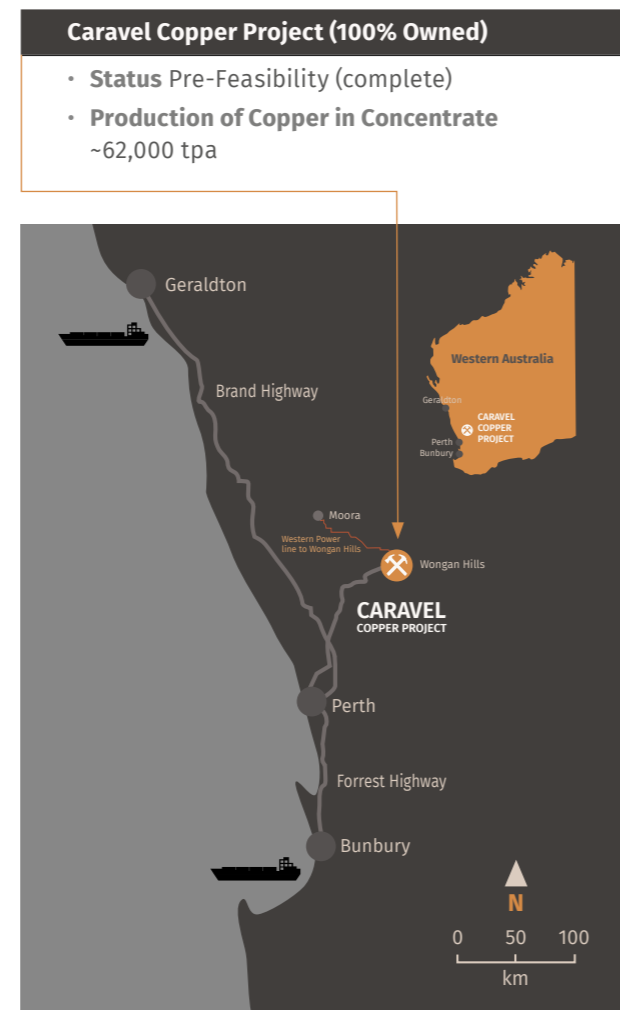 Caravel Copper Project (100% Owned)
• Status Pre-Feasibility (complete)
• Production of Copper in Concentrate
~62,000 tpa
Geraldton
Brand Highway
Western Australia
Geraldton
CARAVEL
COPPER
PROJECT
Perth
Bunbury
Moora
Western Power
line to Wongan Hills
Wongan Hills
CARAVEL
COPPER PROJECT
Perth
Forrest Highway
Bunbury
N
0 50 100
km